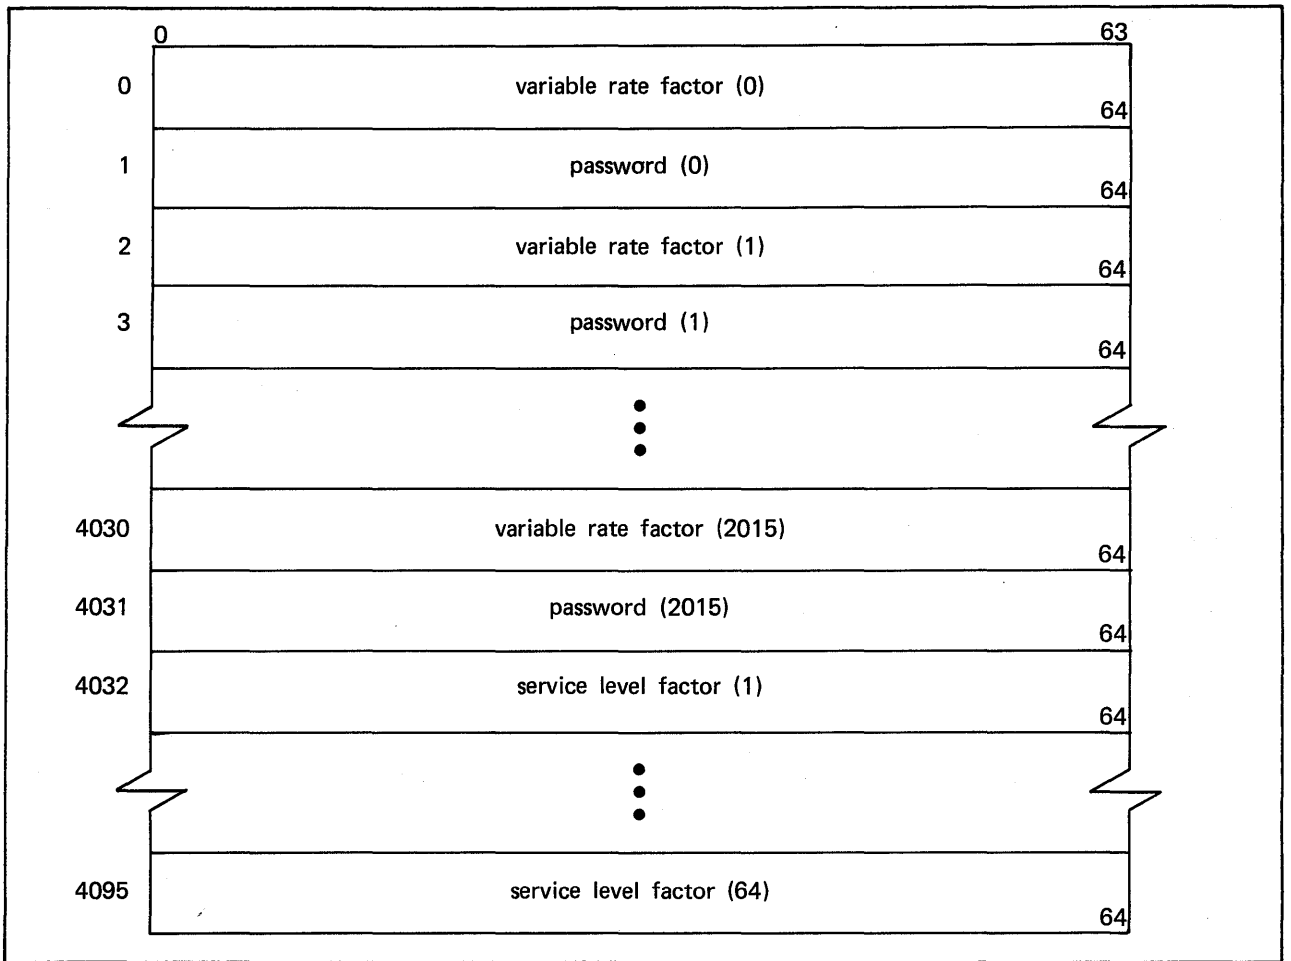 0 63
0 variable rate factor (0) 64
1 password (0) 64
2 variable rate factor (1) 64
3 password (1) 64
4030 variable rate factor (2015) 64
4031 password (2015) 64
4032 service level factor (1) 64
4095 service level factor (64) 64